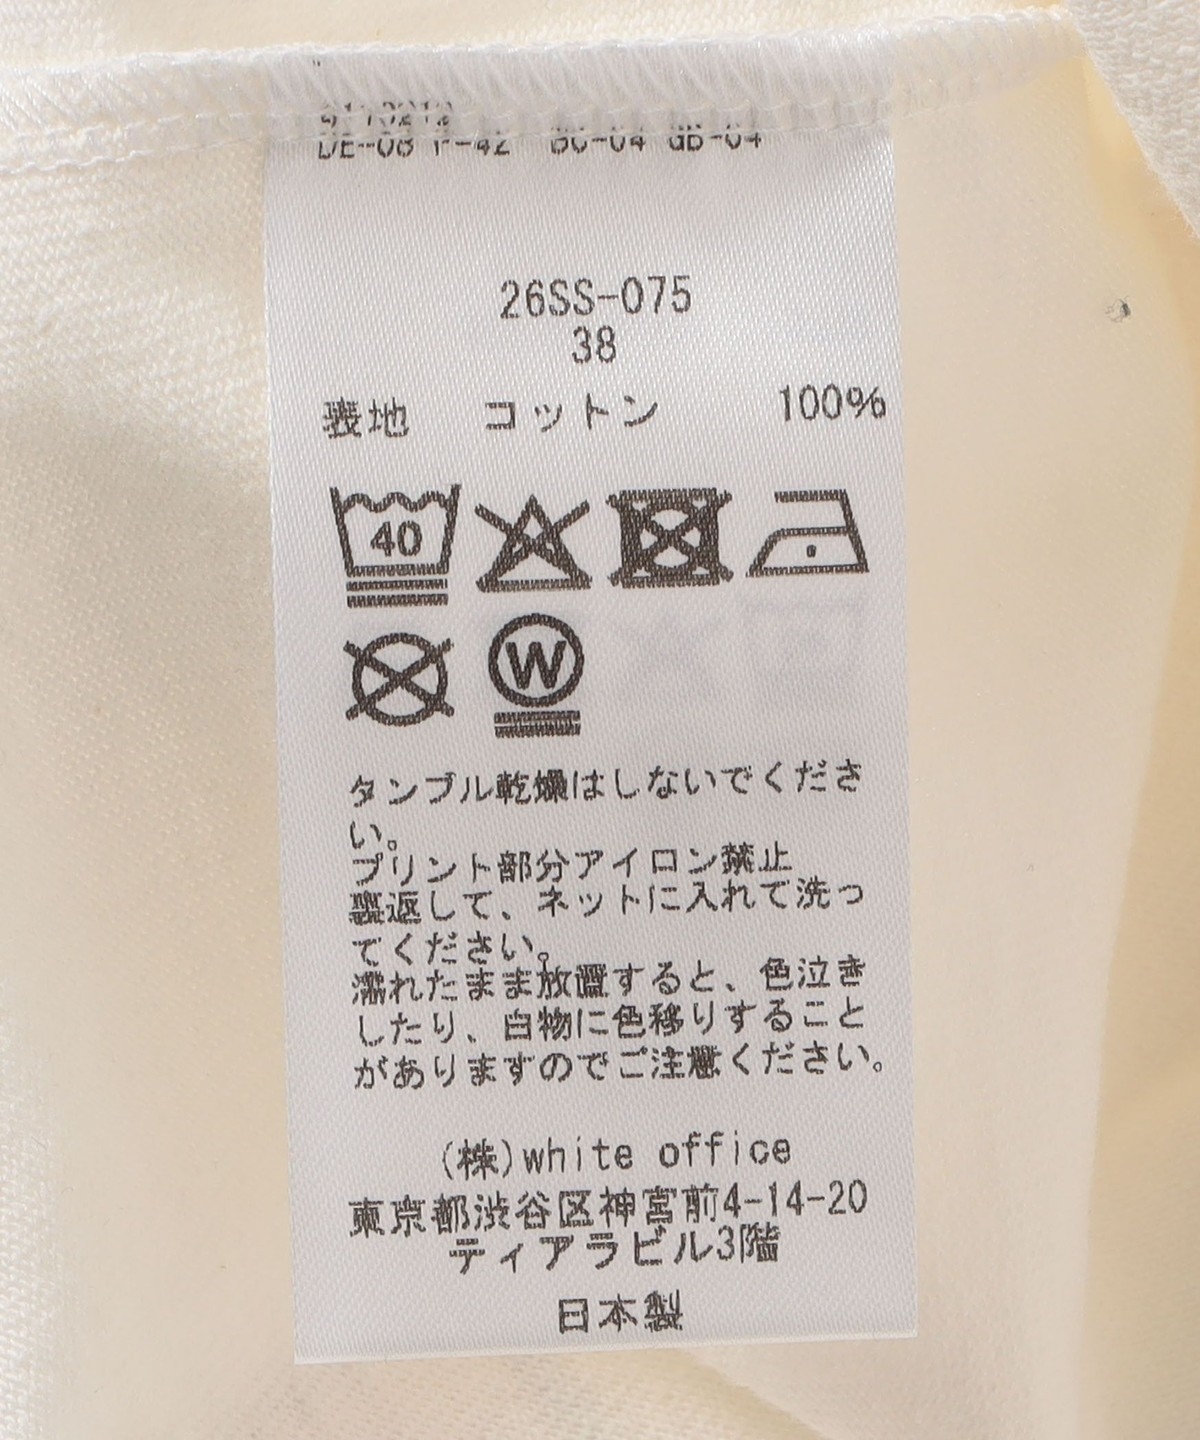 26SS-075
38
表地 コットン 100%
40
W
タンブル乾燥はしないでくださ
い。
プリント部分アイロン禁止
裏返して、ネットに入れて洗っ
てください。
濡れたまま放置すると、色泣き
したり、白物に色移りすること
がありますのでご注意ください。
(株)white office
東京都渋谷区神宮前4-14-20
ティアラビル3階
日本製